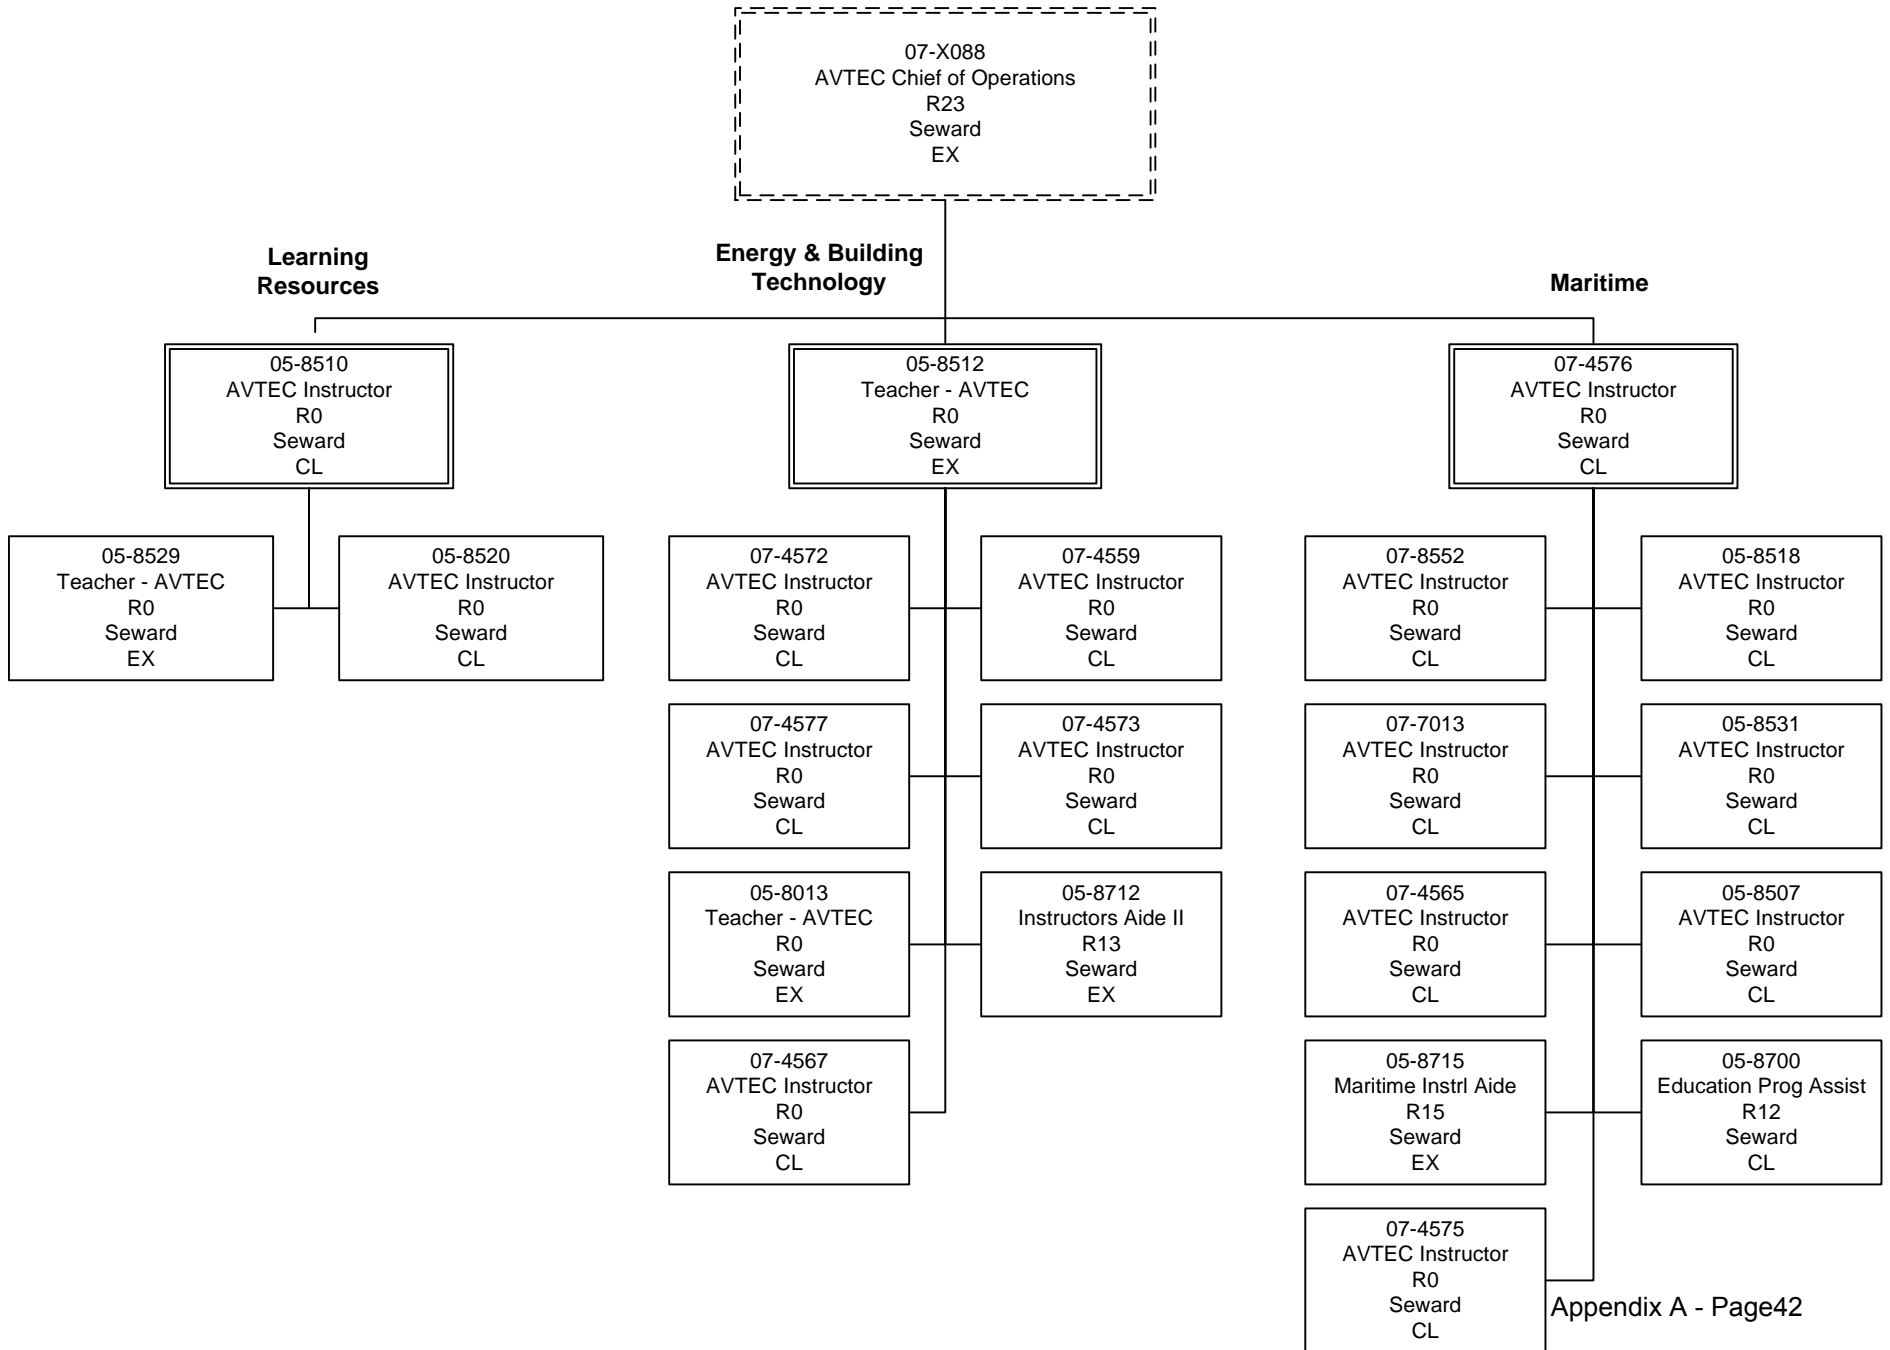 07-X088
AVTEC Chief of Operations
R23
Seward
EX
Learning
Resources
Energy & Building
Technology
Maritime
05-8510
AVTEC Instructor
R0
Seward
CL
05-8512
Teacher - AVTEC
R0
Seward
EX
07-4576
AVTEC Instructor
R0
Seward
CL
05-8529
Teacher - AVTEC
R0
Seward
EX
05-8520
AVTEC Instructor
R0
Seward
CL
07-4572
AVTEC Instructor
R0
Seward
CL
07-4559
AVTEC Instructor
R0
Seward
CL
07-8552
AVTEC Instructor
R0
Seward
CL
05-8518
AVTEC Instructor
R0
Seward
CL
07-4577
AVTEC Instructor
R0
Seward
CL
07-4573
AVTEC Instructor
R0
Seward
CL
07-7013
AVTEC Instructor
R0
Seward
CL
05-8531
AVTEC Instructor
R0
Seward
CL
05-8013
Teacher - AVTEC
R0
Seward
EX
05-8712
Instructors Aide II
R13
Seward
EX
07-4565
AVTEC Instructor
R0
Seward
CL
05-8507
AVTEC Instructor
R0
Seward
CL
07-4567
AVTEC Instructor
R0
Seward
CL
05-8715
Maritime Instrl Aide
R15
Seward
EX
05-8700
Education Prog Assist
R12
Seward
CL
07-4575
AVTEC Instructor
R0
Seward
CL
Appendix A - Page42